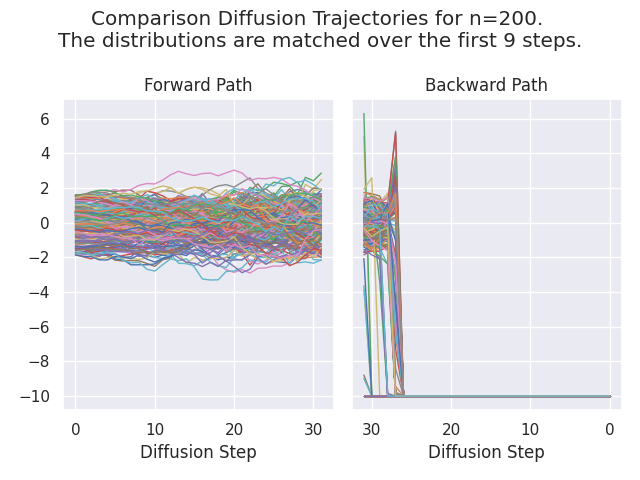 Comparison Diffusion Trajectories for n=200.
The distributions are matched over the first 9 steps.
Forward Path
Backward Path
6
4
2
0
−2
−4
−6
−8
−10
0 10 20 30
30 20 10 0
Diffusion Step
Diffusion Step